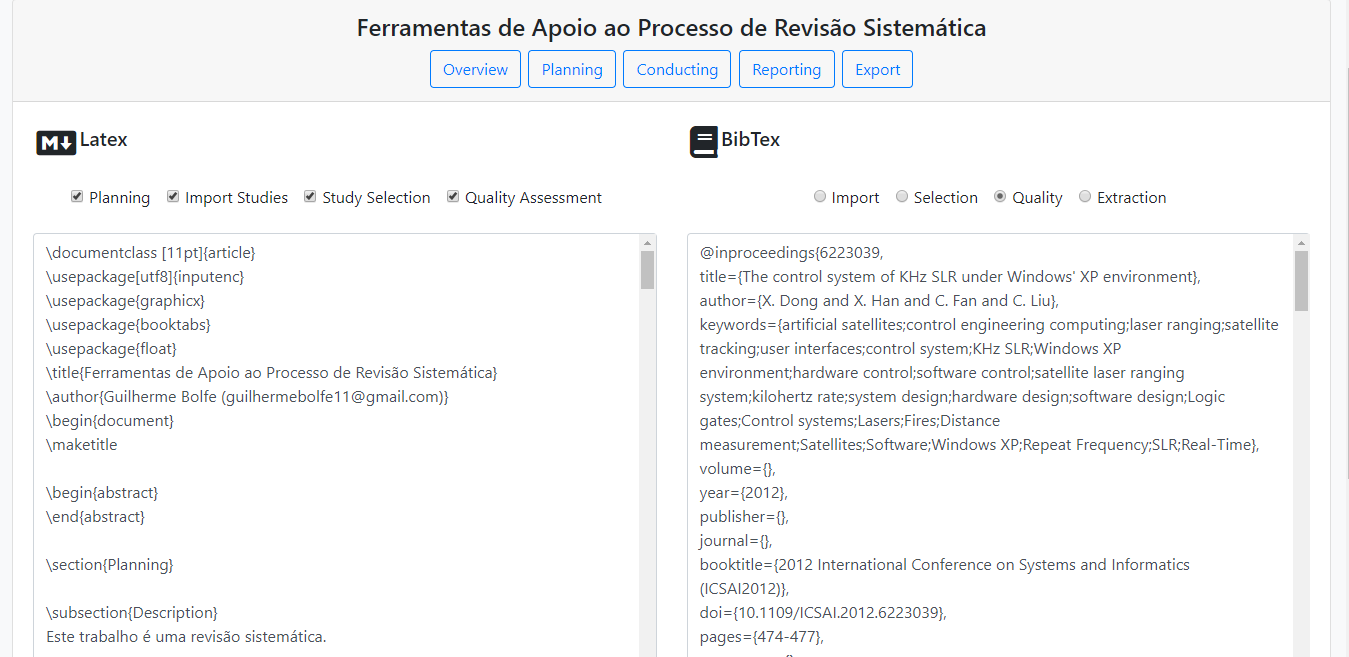 Ferramentas de Apoio ao Processo de Revisão Sistemática
Overview Planning Conducting Reporting Export
M Latex
BibTex
Planning Import Studies Study Selection Quality Assessment
Import Selection Quality Extraction
\documentclass [11pt]{article}
\usepackage[utf8]{inputenc}
\usepackage{graphicx}
\usepackage{booktabs}
\usepackage{float}
\title{Ferramentas de Apoio ao Processo de Revisão Sistemática}
\author{Guilherme Bolfe (guilhermebolfe11@gmail.com)}
\begin{document}
\maketitle
\begin{abstract}
\end{abstract}
\section{Planning}
\subsection{Description}
Este trabalho é uma revisão sistemática.
@inproceedings{6223039,
title={The control system of KHz SLR under Windows' XP environment},
author={X. Dong and X. Han and C. Fan and C. Liu},
keywords={artificial satellites;control engineering computing;laser ranging;satellite
tracking;user interfaces;control system;KHz SLR;Windows XP
environment;hardware control;software control;satellite laser ranging
system;kilohertz rate;system design;hardware design;software design;Logic
gates;Control systems;Lasers;Fires;Distance
measurement;Satellites;Software;Windows XP;Repeat Frequency;SLR;Real-Time},
volume={},
year={2012},
publisher={},
journal={},
booktitle={2012 International Conference on Systems and Informatics
(ICSAI2012)},
doi={10.1109/ICSAI.2012.6223039},
pages={474-477},